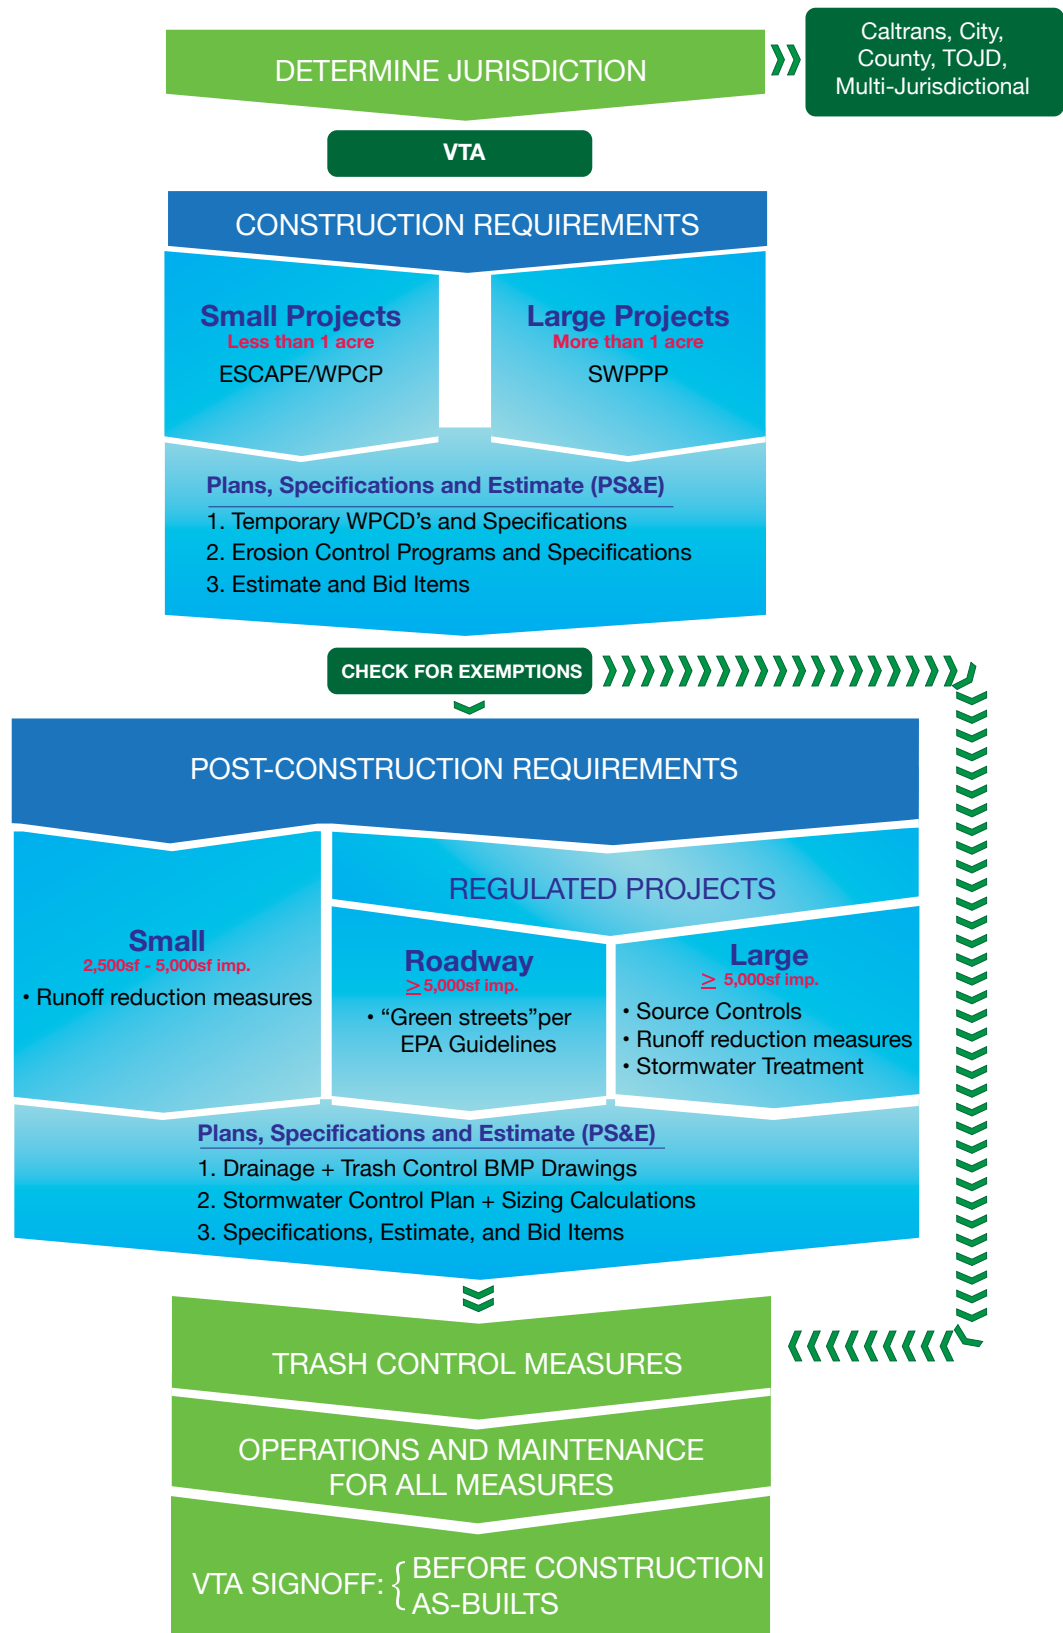 DETERMINE JURISDICTION
Caltrans, City,
County, TOJD,
Multi-Jurisdictional
VTA
CONSTRUCTION REQUIREMENTS
Small Projects
Less than 1 acre
ESCAPE/WPCP
Large Projects
More than 1 acre
SWPPP
Plans, Specifications and Estimate (PS&E)
1. Temporary WPCD’s and Specifications
2. Erosion Control Programs and Specifications
3. Estimate and Bid Items
CHECK FOR EXEMPTIONS
POST-CONSTRUCTION REQUIREMENTS
Small
2,500sf - 5,000sf imp.
• Runoff reduction measures
REGULATED PROJECTS
Roadway
≥ 5,000sf imp.
• “Green streets”per
EPA Guidelines
Large
≥ 5,000sf imp.
• Source Controls
• Runoff reduction measures
• Stormwater Treatment
Plans, Specifications and Estimate (PS&E)
1. Drainage + Trash Control BMP Drawings
2. Stormwater Control Plan + Sizing Calculations
3. Specifications, Estimate, and Bid Items
TRASH CONTROL MEASURES
OPERATIONS AND MAINTENANCE
FOR ALL MEASURES
VTA SIGNOFF: { BEFORE CONSTRUCTION
AS-BUILTS